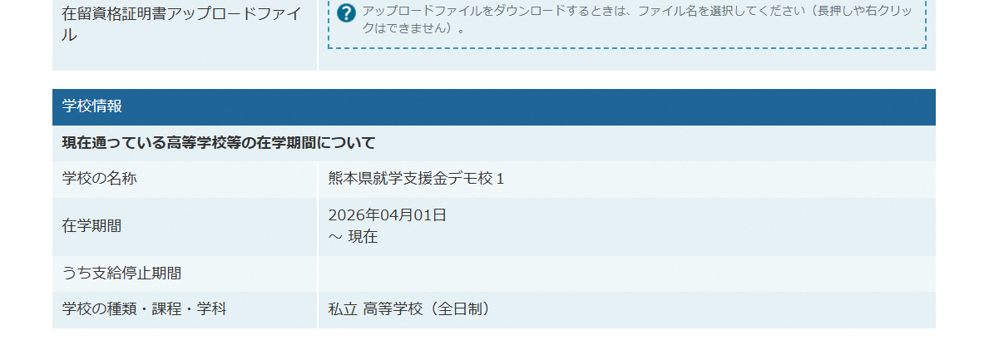 在留資格証明書アップロードファイ
ル
アップロードファイルをダウンロードするときは、ファイル名を選択してください（長押しや右クリッ
クはできません）。
学校情報
現在通っている高等学校等の在学期間について
学校の名称
熊本県就学支援金デモ校１
在学期間
2026年04月01日
～ 現在
うち支給停止期間
学校の種類・課程・学科
私立 高等学校（全日制）